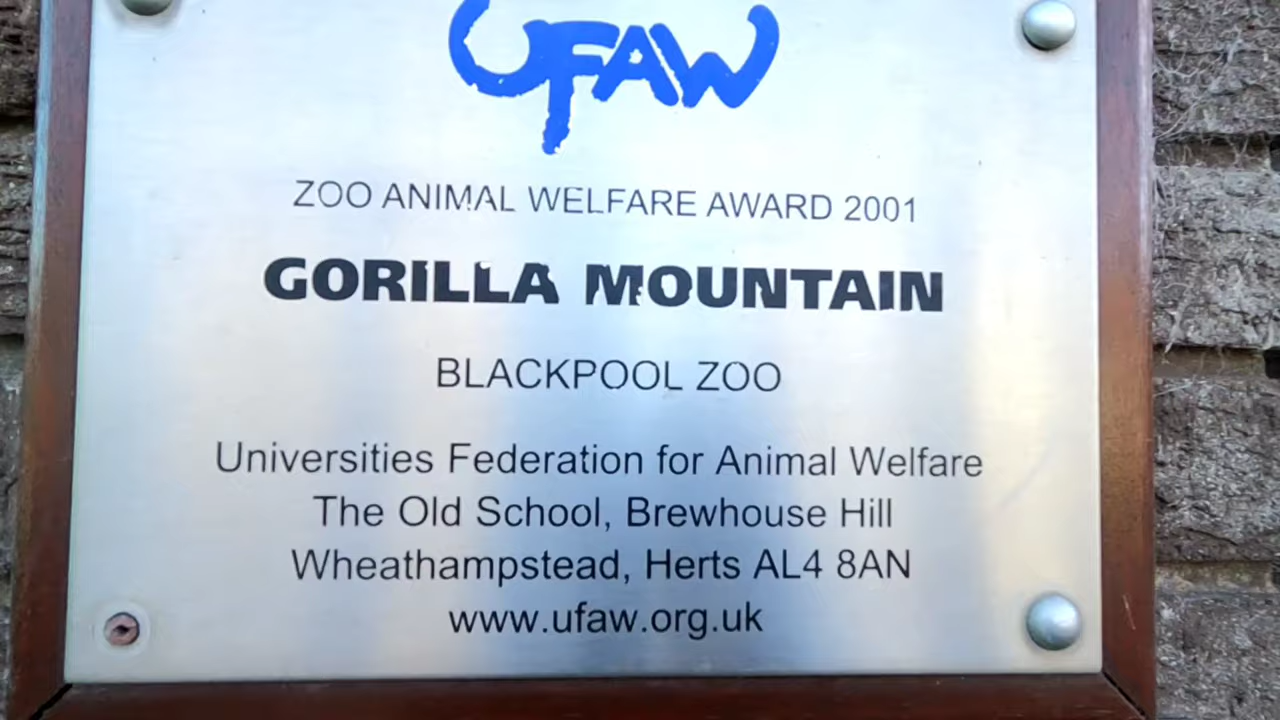 UFAW
ZOO ANIMAL WELFARE AWARD 2001
GORILLA MOUNTAIN
BLACKPOOL ZOO
Universities Federation for Animal Welfare
The Old School, Brewhouse Hill
Wheathampstead, Herts AL4 8AN
www.ufaw.org.uk